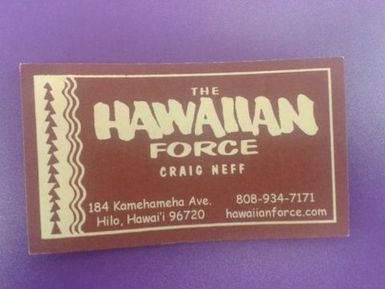 THE
HAWAIIAN
FORCE
CRAIG NEFF
184 Kamehameha Ave. 808-934-7171
Hilo, Hawai'i 96720 hawaiianforce.com